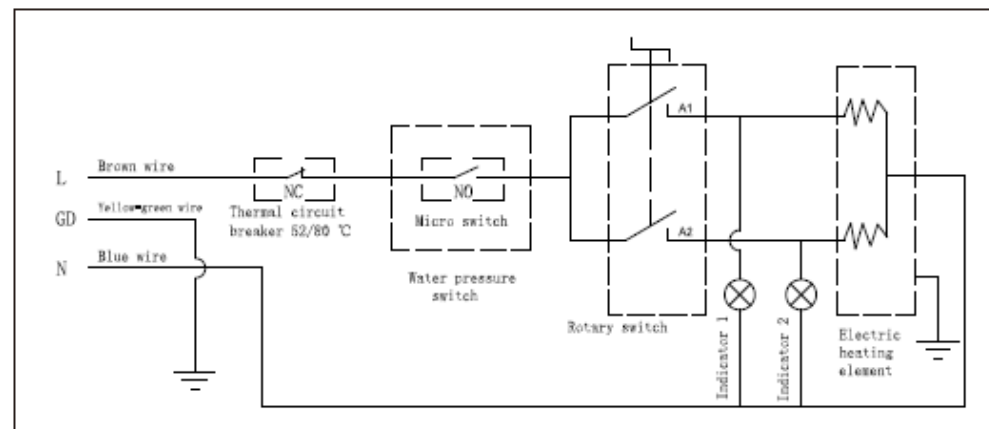 L Brown wire
GD Yellow-green wire
N Blue wire
NC
Thermal circuit
breaker 52/80 ℃
NO
Micro switch
Water pressure
switch
A1
A2
Rotary switch
Indicator 1
Indicator 2
Electric
heating
element